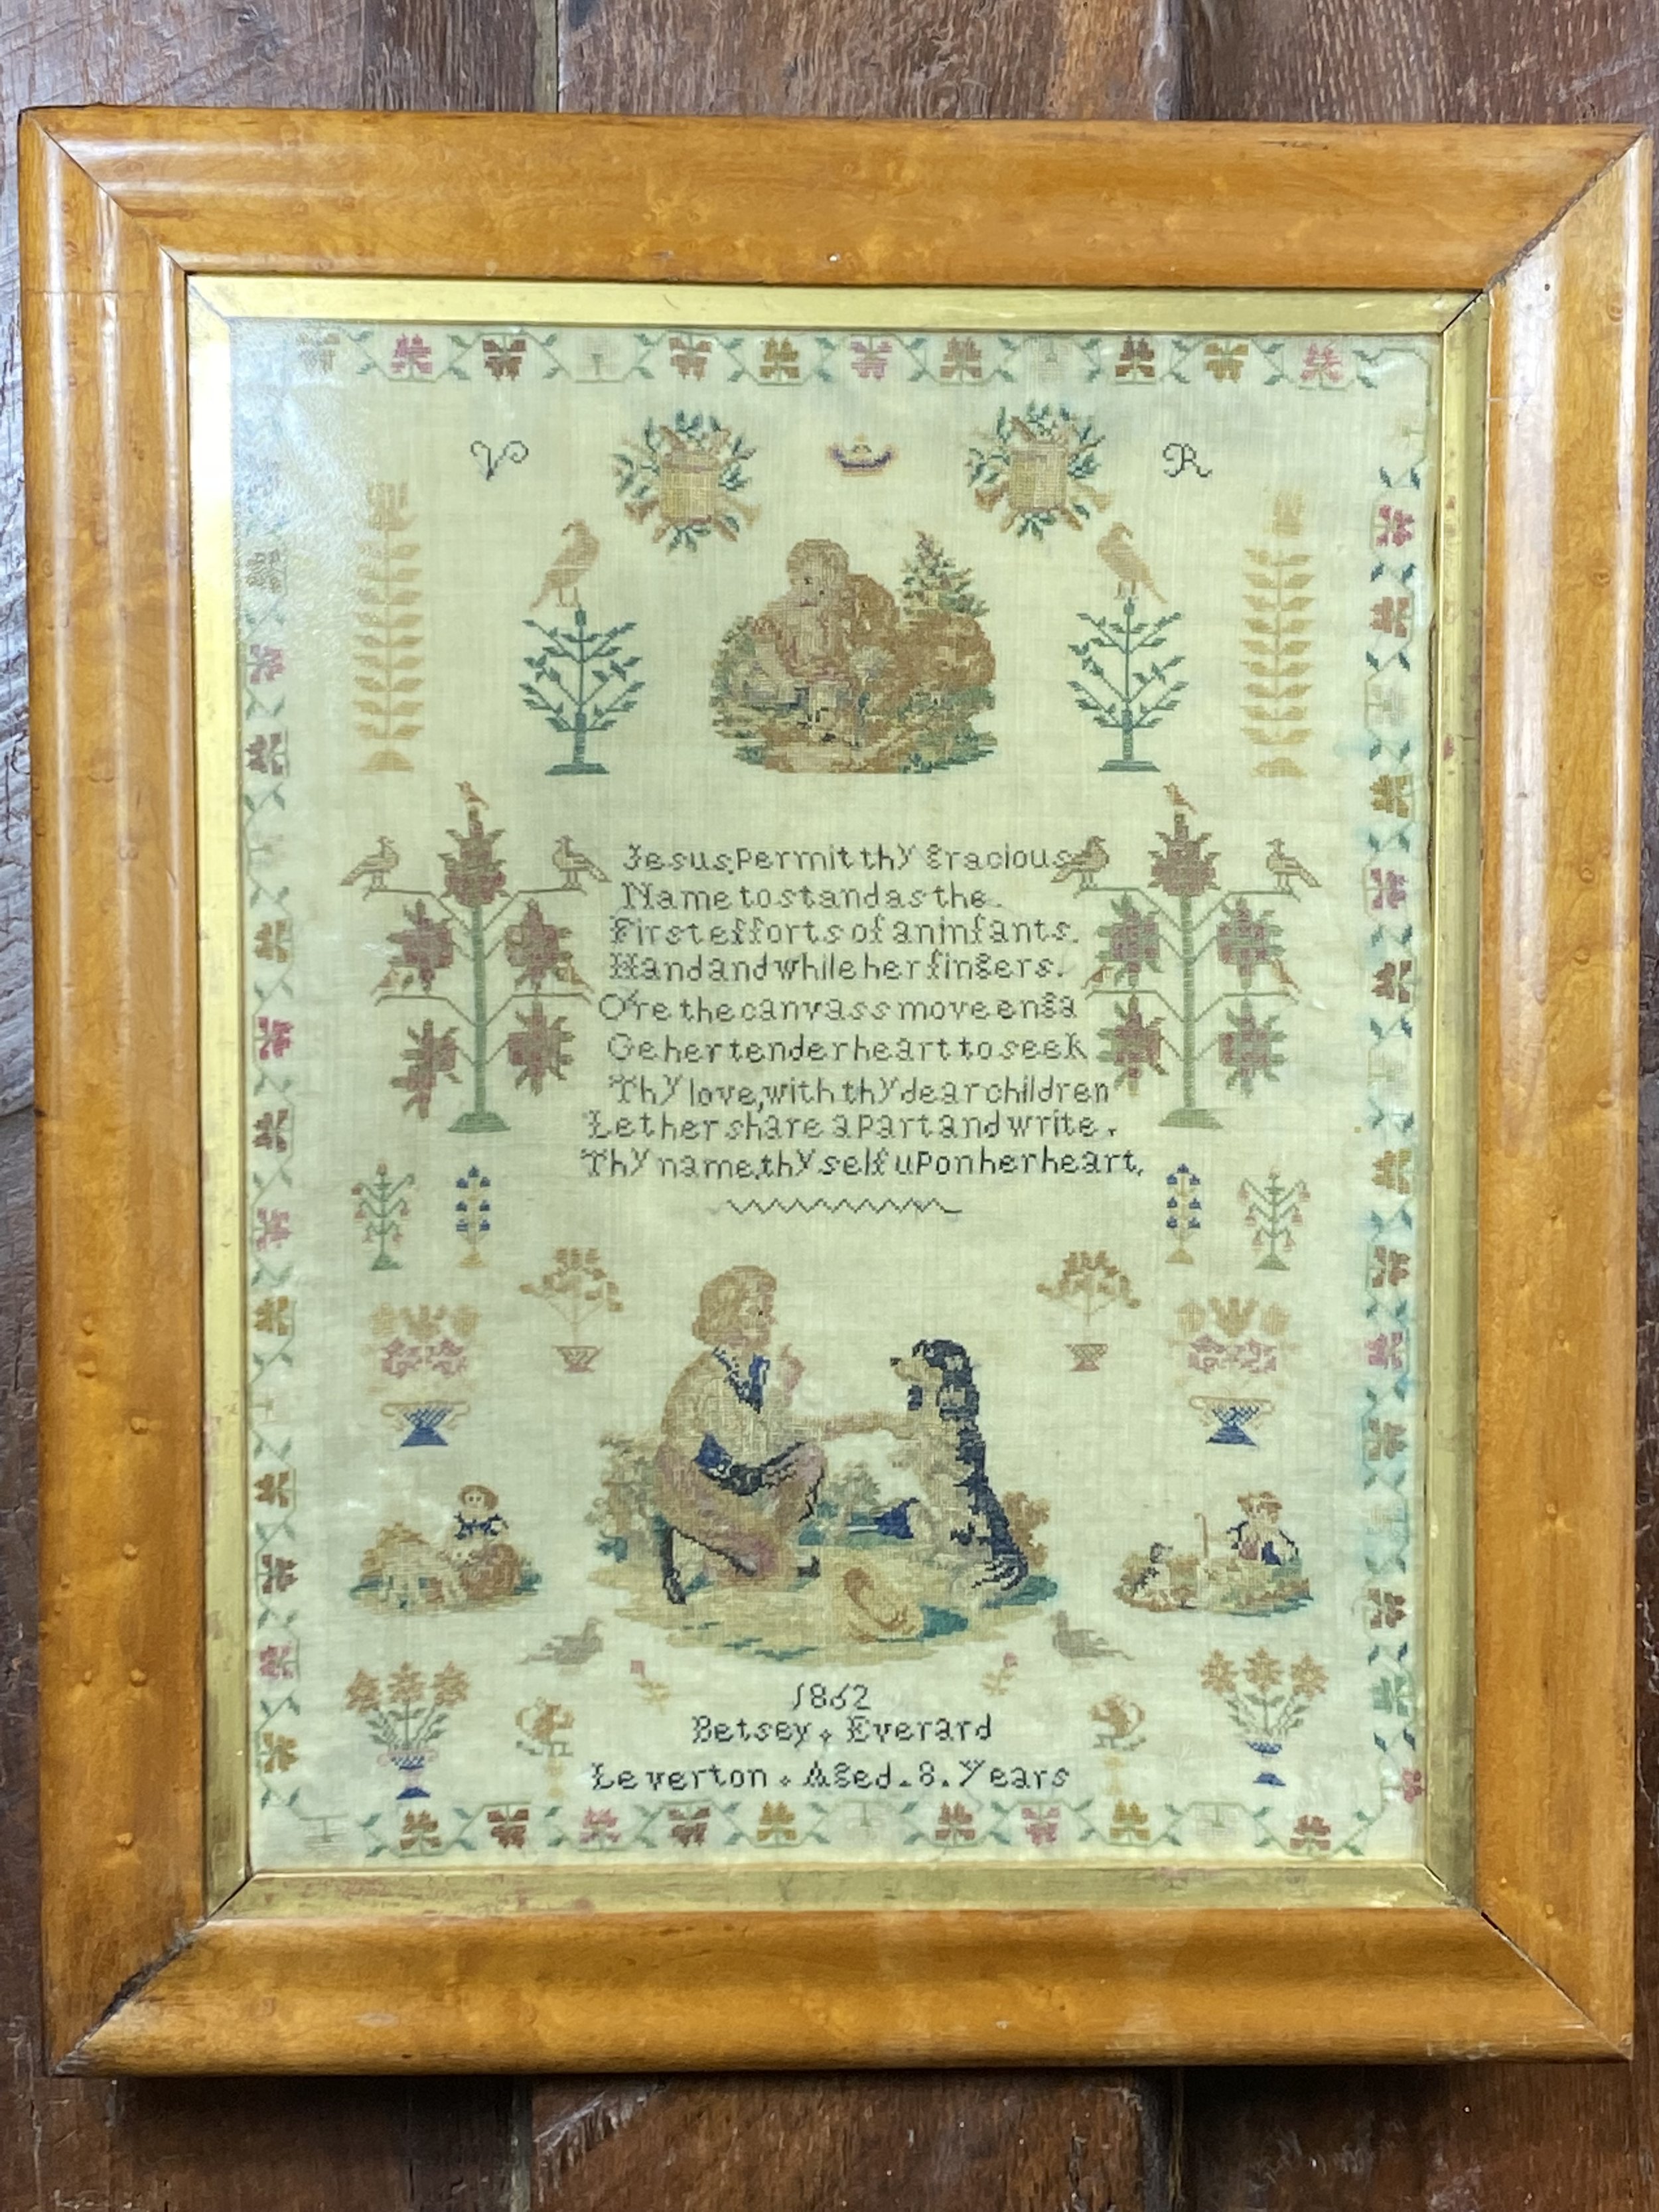 V R
Jesus, Permit thy Gracious
Name to stand as the.
First efforts of an infants.
Hand and while her fingers.
O're the canvass move enga
Ge her tender heart to seek
Thy love, with thy dear children
Let her share a Part and write.
Thy name, thy self uPon her heart,
1862
Betsey Everard
Leverton Aged. 8. Years